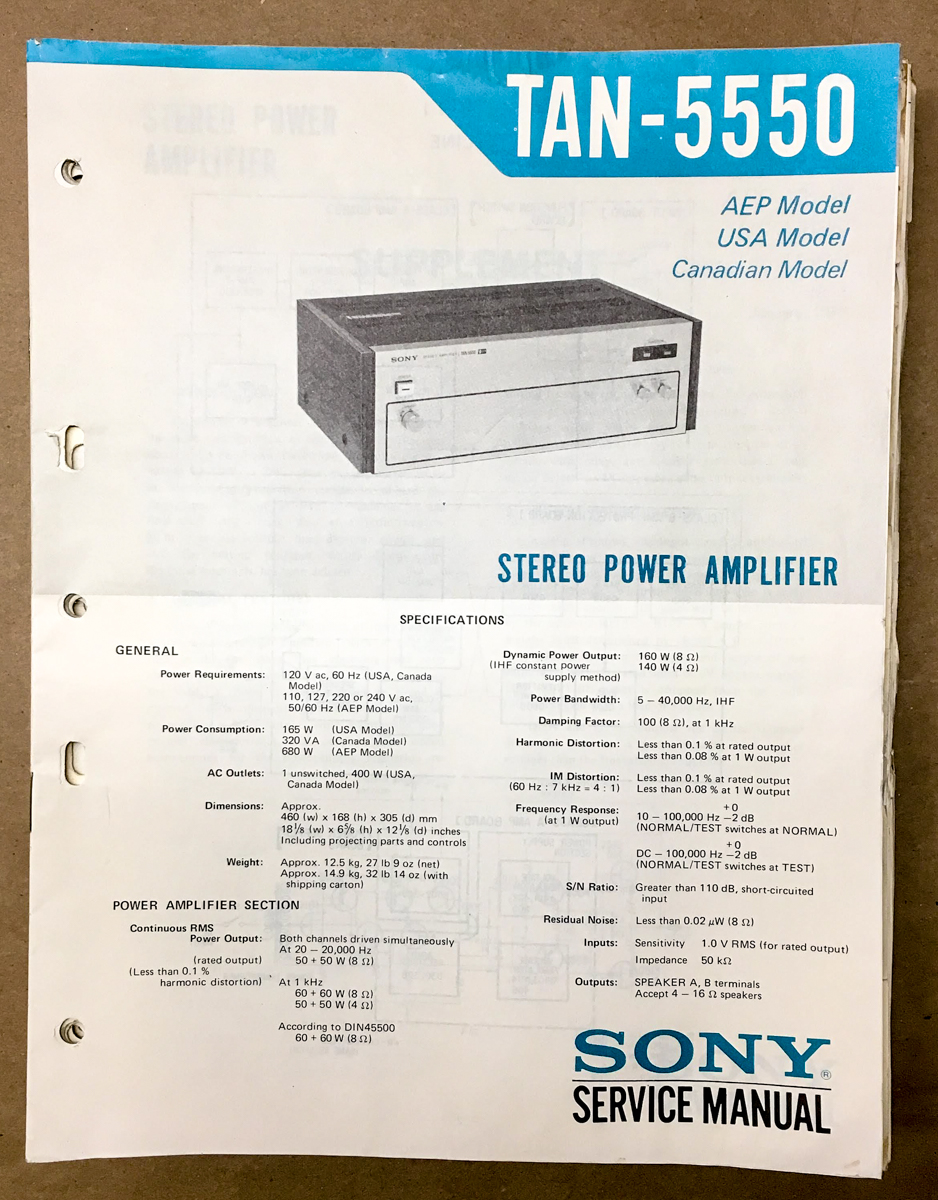 TAN-5550
AEP Model
USA Model
Canadian Model
SONY
STEREO POWER AMPLIFIER
SPECIFICATIONS
GENERAL
Power Requirements: 120 V ac, 60 Hz (USA, Canada
Model)
110, 127, 220 or 240 V ac,
50/60 Hz (AEP Model)
Power Consumption: 165 W (USA Model)
320 VA (Canada Model)
680 W (AEP Model)
AC Outlets: 1 unswitched, 400 W (USA,
Canada Model)
Dimensions: Approx.
460 (w) x 168 (h) x 305 (d) mm
18 1/8 (w) x 6 5/8 (h) x 12 1/8 (d) inches
Including projecting parts and controls
Weight: Approx. 12.5 kg, 27 lb 9 oz (net)
Approx. 14.9 kg, 32 lb 14 oz (with
shipping carton)
POWER AMPLIFIER SECTION
Continuous RMS
Power Output: Both channels driven simultaneously
At 20 – 20,000 Hz
(rated output) 50 + 50 W (8 Ω)
(Less than 0.1 %
harmonic distortion) At 1 kHz
60 + 60 W (8 Ω)
50 + 50 W (4 Ω)
According to DIN45500
60 + 60 W (8 Ω)
Dynamic Power Output: 160 W (8 Ω)
(IHF constant power 140 W (4 Ω)
supply method)
Power Bandwidth: 5 – 40,000 Hz, IHF
Damping Factor: 100 (8 Ω), at 1 kHz
Harmonic Distortion: Less than 0.1 % at rated output
Less than 0.08 % at 1 W output
IM Distortion: Less than 0.1 % at rated output
(60 Hz : 7 kHz = 4 : 1) Less than 0.08 % at 1 W output
Frequency Response: +0
(at 1 W output) 10 – 100,000 Hz –2 dB
(NORMAL/TEST switches at NORMAL)
+0
DC – 100,000 Hz –2 dB
(NORMAL/TEST switches at TEST)
S/N Ratio: Greater than 110 dB, short-circuited
input
Residual Noise: Less than 0.02 μW (8 Ω)
Inputs: Sensitivity 1.0 V RMS (for rated output)
Impedance 50 kΩ
Outputs: SPEAKER A, B terminals
Accept 4 – 16 Ω speakers
SONY®
SERVICE MANUAL